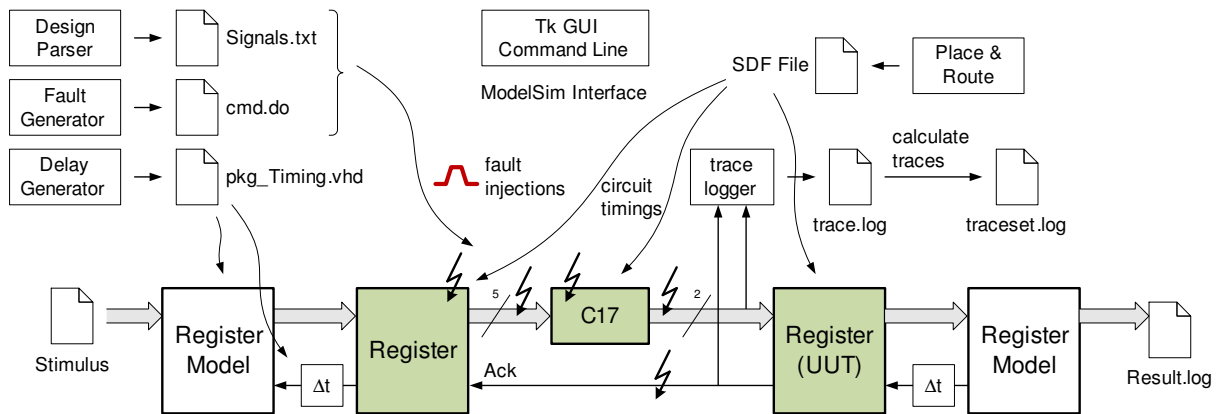 Design
Parser
Signals.txt
Fault
Generator
cmd.do
Delay
Generator
pkg_Timing.vhd
Tk GUI
Command Line
ModelSim Interface
SDF File
Place &
Route
fault
injections
circuit
timings
trace
logger
trace.log
calculate
traces
traceset.log
Stimulus
Register
Model
Δt
Register
5
C17
2
Ack
Register
(UUT)
Δt
Register
Model
Result.log